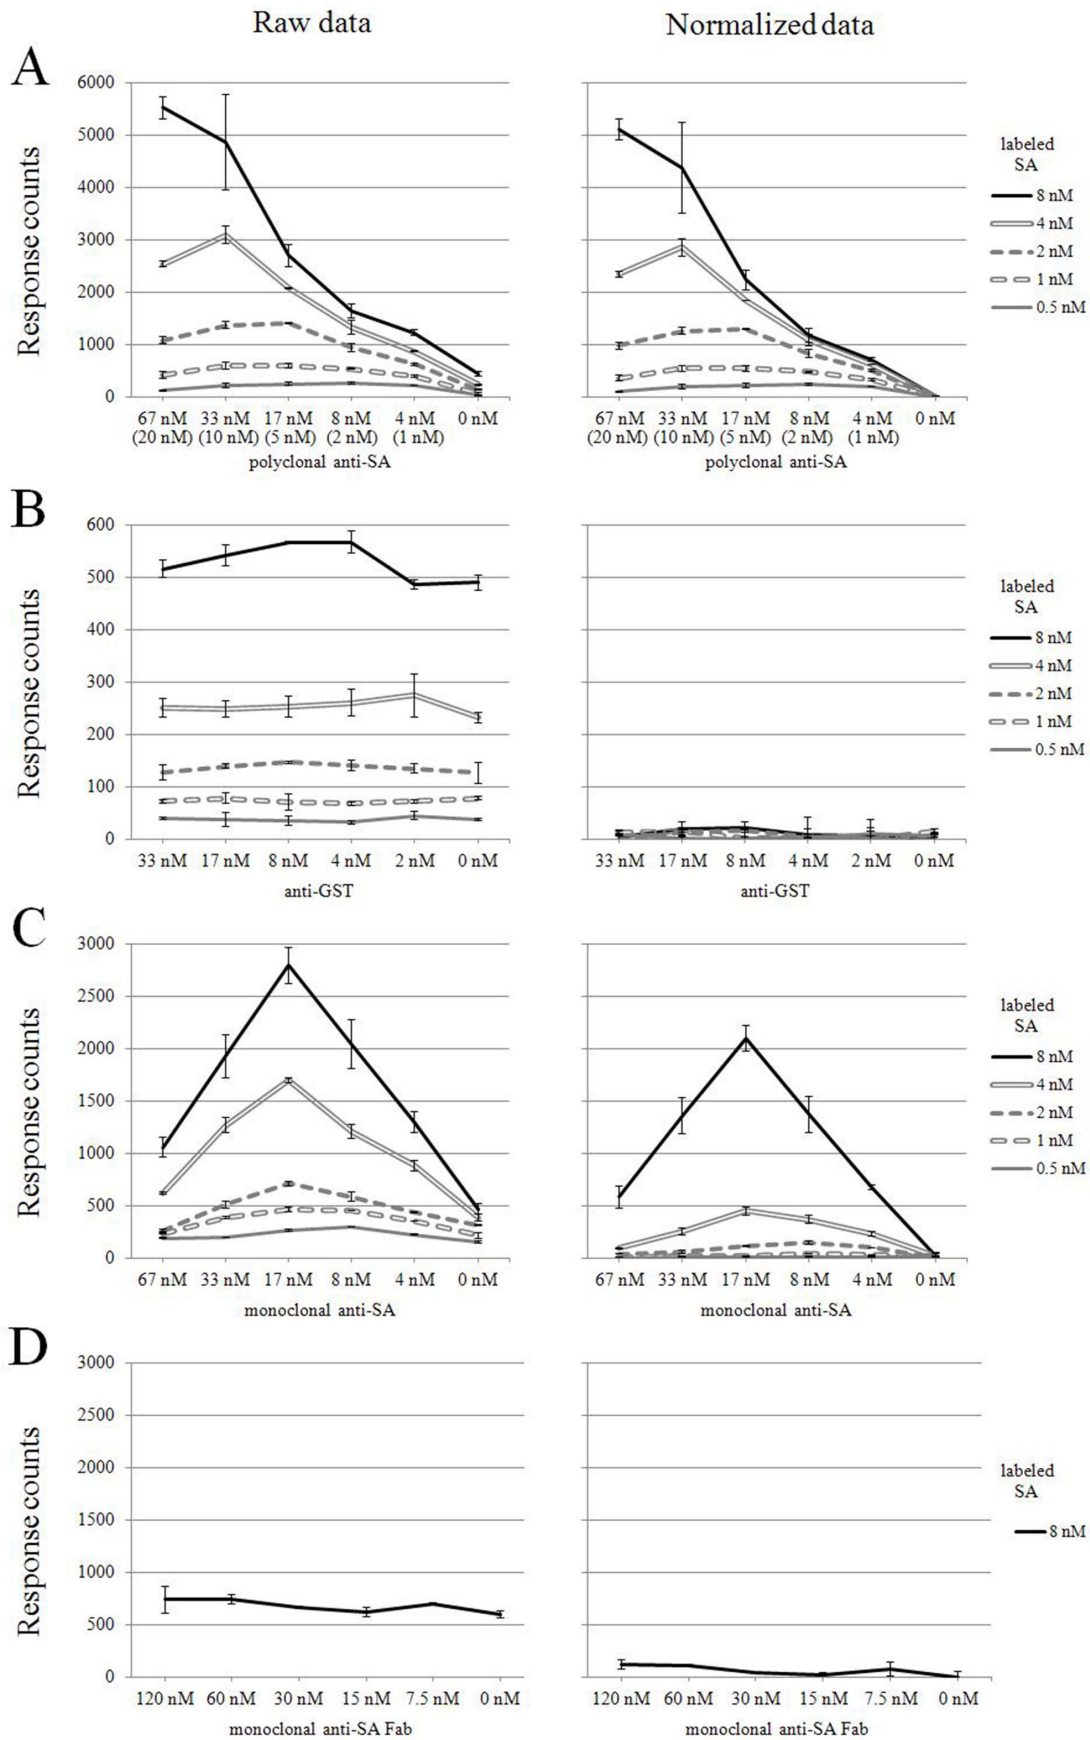 Raw data Normalized data
A
Response counts
6000
5000
4000
3000
2000
1000
0
67 nM 33 nM 17 nM 8 nM 4 nM 0 nM
(20 nM) (10 nM) (5 nM) (2 nM) (1 nM)
polyclonal anti-SA
67 nM 33 nM 17 nM 8 nM 4 nM 0 nM
(20 nM) (10 nM) (5 nM) (2 nM) (1 nM)
polyclonal anti-SA
labeled
SA
8 nM
4 nM
2 nM
1 nM
0.5 nM
B
Response counts
600
500
400
300
200
100
0
33 nM 17 nM 8 nM 4 nM 2 nM 0 nM
anti-GST
33 nM 17 nM 8 nM 4 nM 2 nM 0 nM
anti-GST
labeled
SA
8 nM
4 nM
2 nM
1 nM
0.5 nM
C
Response counts
3000
2500
2000
1500
1000
500
0
67 nM 33 nM 17 nM 8 nM 4 nM 0 nM
monoclonal anti-SA
67 nM 33 nM 17 nM 8 nM 4 nM 0 nM
monoclonal anti-SA
labeled
SA
8 nM
4 nM
2 nM
1 nM
0.5 nM
D
Response counts
3000
2500
2000
1500
1000
500
0
120 nM 60 nM 30 nM 15 nM 7.5 nM 0 nM
monoclonal anti-SA Fab
120 nM 60 nM 30 nM 15 nM 7.5 nM 0 nM
monoclonal anti-SA Fab
labeled
SA
8 nM